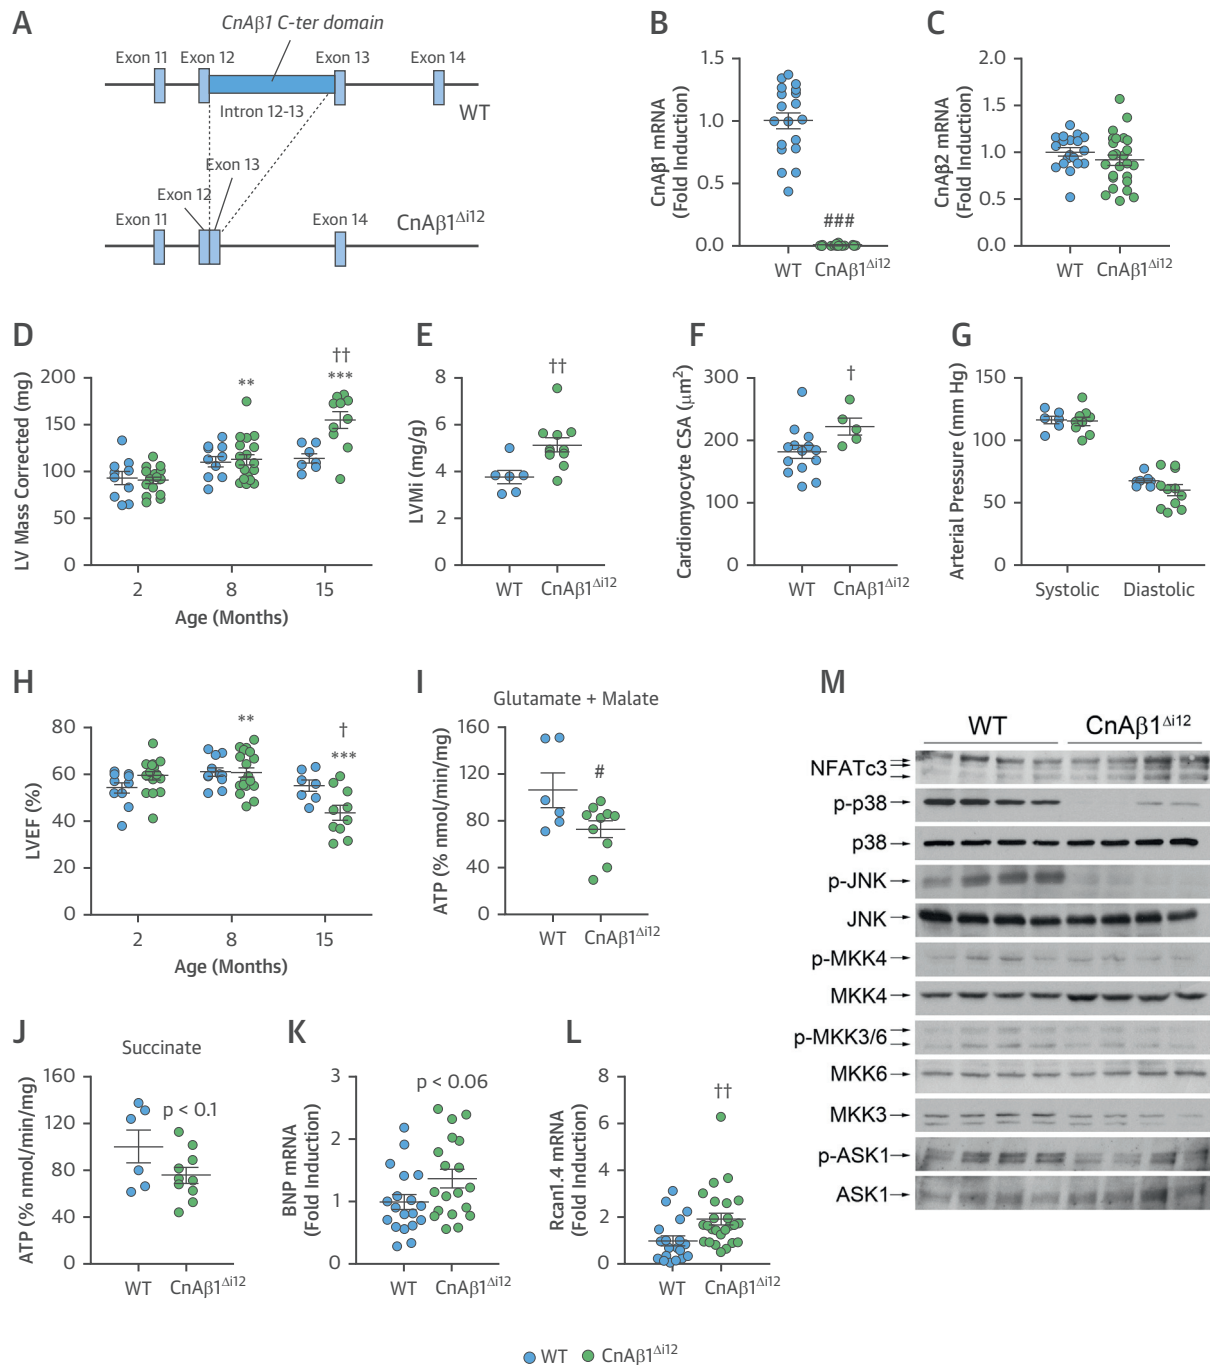 A
CnAβ1 C-ter domain
Exon 11 Exon 12 Exon 13 Exon 14
Intron 12-13
WT
Exon 13
Exon 12
Exon 11 Exon 14
CnAβ1Δi12
B
CnAβ1 mRNA
(Fold Induction)
1.5
1.0
0.5
0.0
###
WT CnAβ1Δi12
C
CnAβ2 mRNA
(Fold Induction)
2.0
1.5
1.0
0.5
0.0
WT CnAβ1Δi12
D
LV Mass Corrected (mg)
200
150
100
50
0
**
††
***
2 8 15
Age (Months)
E
LVMi (mg/g)
8
6
4
2
0
††
WT CnAβ1Δi12
F
Cardiomyocyte CSA (μm2)
300
200
100
0
†
WT CnAβ1Δi12
G
Arterial Pressure (mm Hg)
150
100
50
0
Systolic Diastolic
H
LVEF (%)
80
60
40
20
0
**
†
***
2 8 15
Age (Months)
I
Glutamate + Malate
ATP (% nmol/min/mg)
160
120
80
40
0
#
WT CnAβ1Δi12
J
Succinate
ATP (% nmol/min/mg)
160
120
80
40
0
p < 0.1
WT CnAβ1Δi12
K
BNP mRNA
(Fold Induction)
3
2
1
0
p < 0.06
WT CnAβ1Δi12
L
Rcan1.4 mRNA
(Fold Induction)
8
6
4
2
0
††
WT CnAβ1Δi12
M
WT CnAβ1Δi12
NFATc3
p-p38
p38
p-JNK
JNK
p-MKK4
MKK4
p-MKK3/6
MKK6
MKK3
p-ASK1
ASK1
WT CnAβ1Δi12